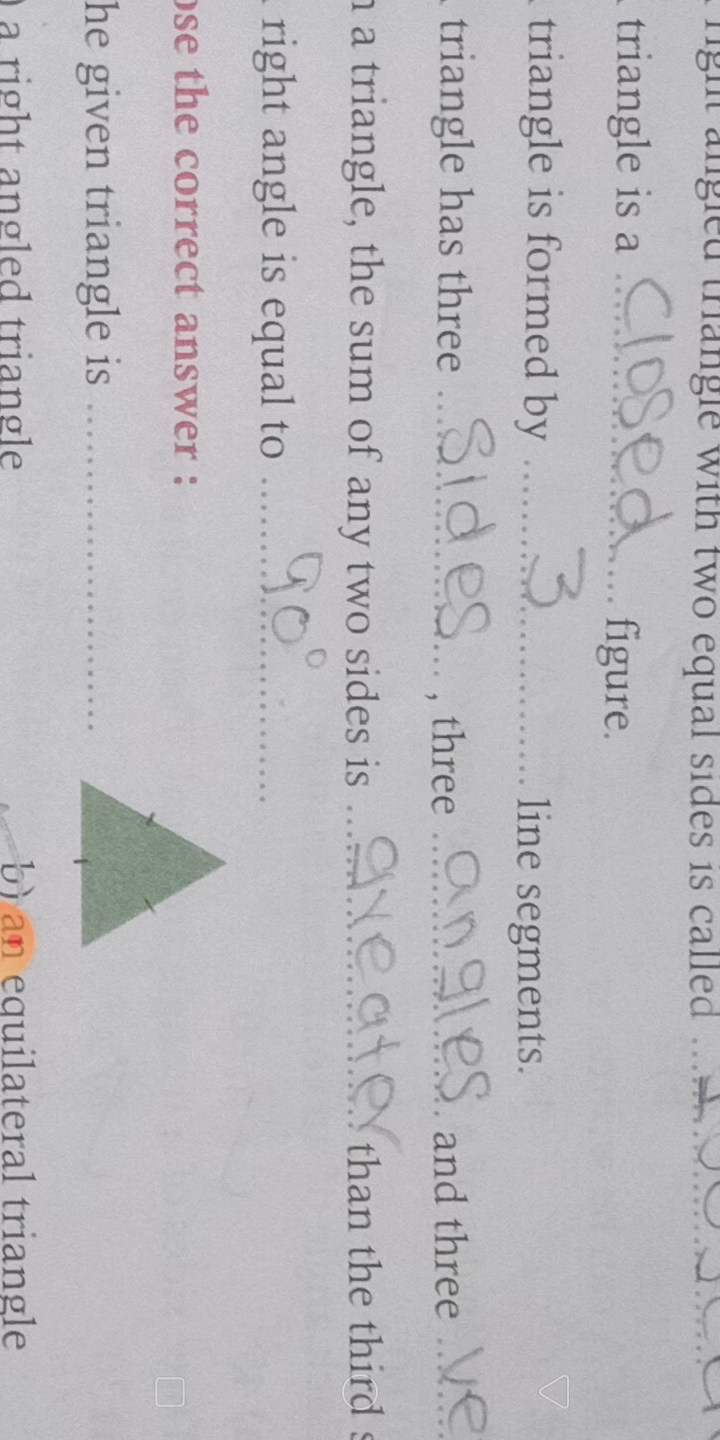 right angled triangle with two equal sides is called ........
triangle is a ....closed.... figure.
triangle is formed by ....3.... line segments.
triangle has three ....sides...., three ....angles.... and three ....ve
a triangle, the sum of any two sides is ....greater.... than the third s
right angle is equal to ....90°....
ose the correct answer :
he given triangle is ........
) a right angled triangle b) an equilateral triangle